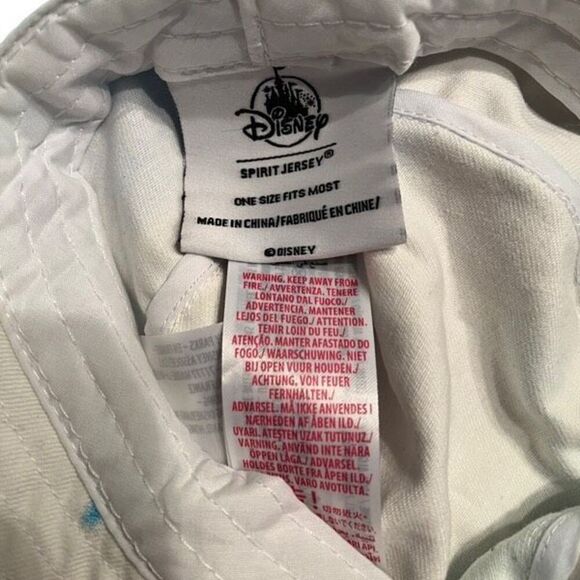 Disney
SPIRIT JERSEY®
ONE SIZE FITS MOST
MADE IN CHINA/FABRIQUÉ EN CHINE/
©DISNEY
WARNING. KEEP AWAY FROM
FIRE./ AVVERTENZA. TENERE
LONTANO DAL FUOCO./
ADVERTENCIA. MANTENER
LEJOS DEL FUEGO./ ATTENTION.
TENIR LOIN DU FEU./
ATENÇÃO. MANTER AFASTADO DO
FOGO./ WAARSCHUWING. NIET
BIJ OPEN VUUR HOUDEN./
ACHTUNG. VON FEUER
FERNHALTEN./
ADVARSEL. MÅ IKKE ANVENDES I
NÆRHEDEN AF ÅBEN ILD./
UYARI. ATEŞTEN UZAK TUTUNUZ./
VARNING. ANVÄND INTE NÄRA
ÖPPEN LÅGA./ ADVARSEL
HOLDES BORTE FRA ÅPEN ILD./
VARO. AVOTULTA.
PARKS